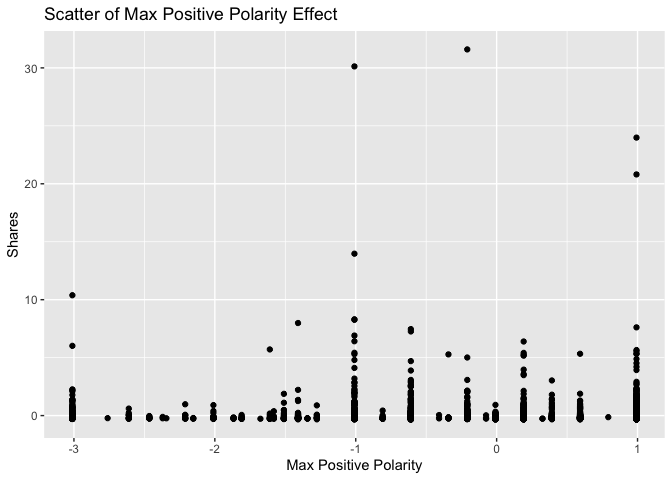 Scatter of Max Positive Polarity Effect
30
20
10
0
Shares
-3 -2 -1 0 1
Max Positive Polarity